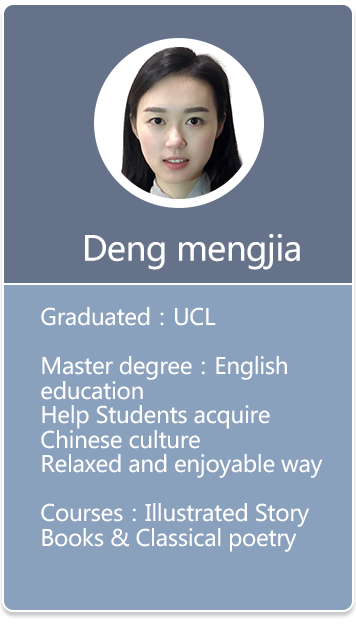 Deng mengjia
Graduated：UCL
Master degree：English
education
Help Students acquire
Chinese culture
Relaxed and enjoyable way
Courses：Illustrated Story
Books & Classical poetry